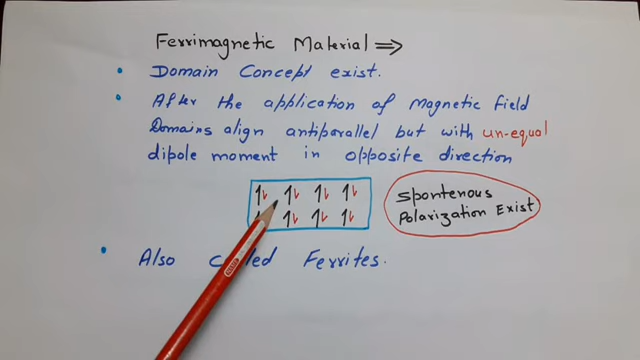 Ferrimagnetic Material ⇒
• Domain Concept exist.
• After the application of Magnetic field
Domains align antiparallel but with un-equal
dipole moment in opposite direction
Spontenous
Polarization Exist
• Also Ferrites.